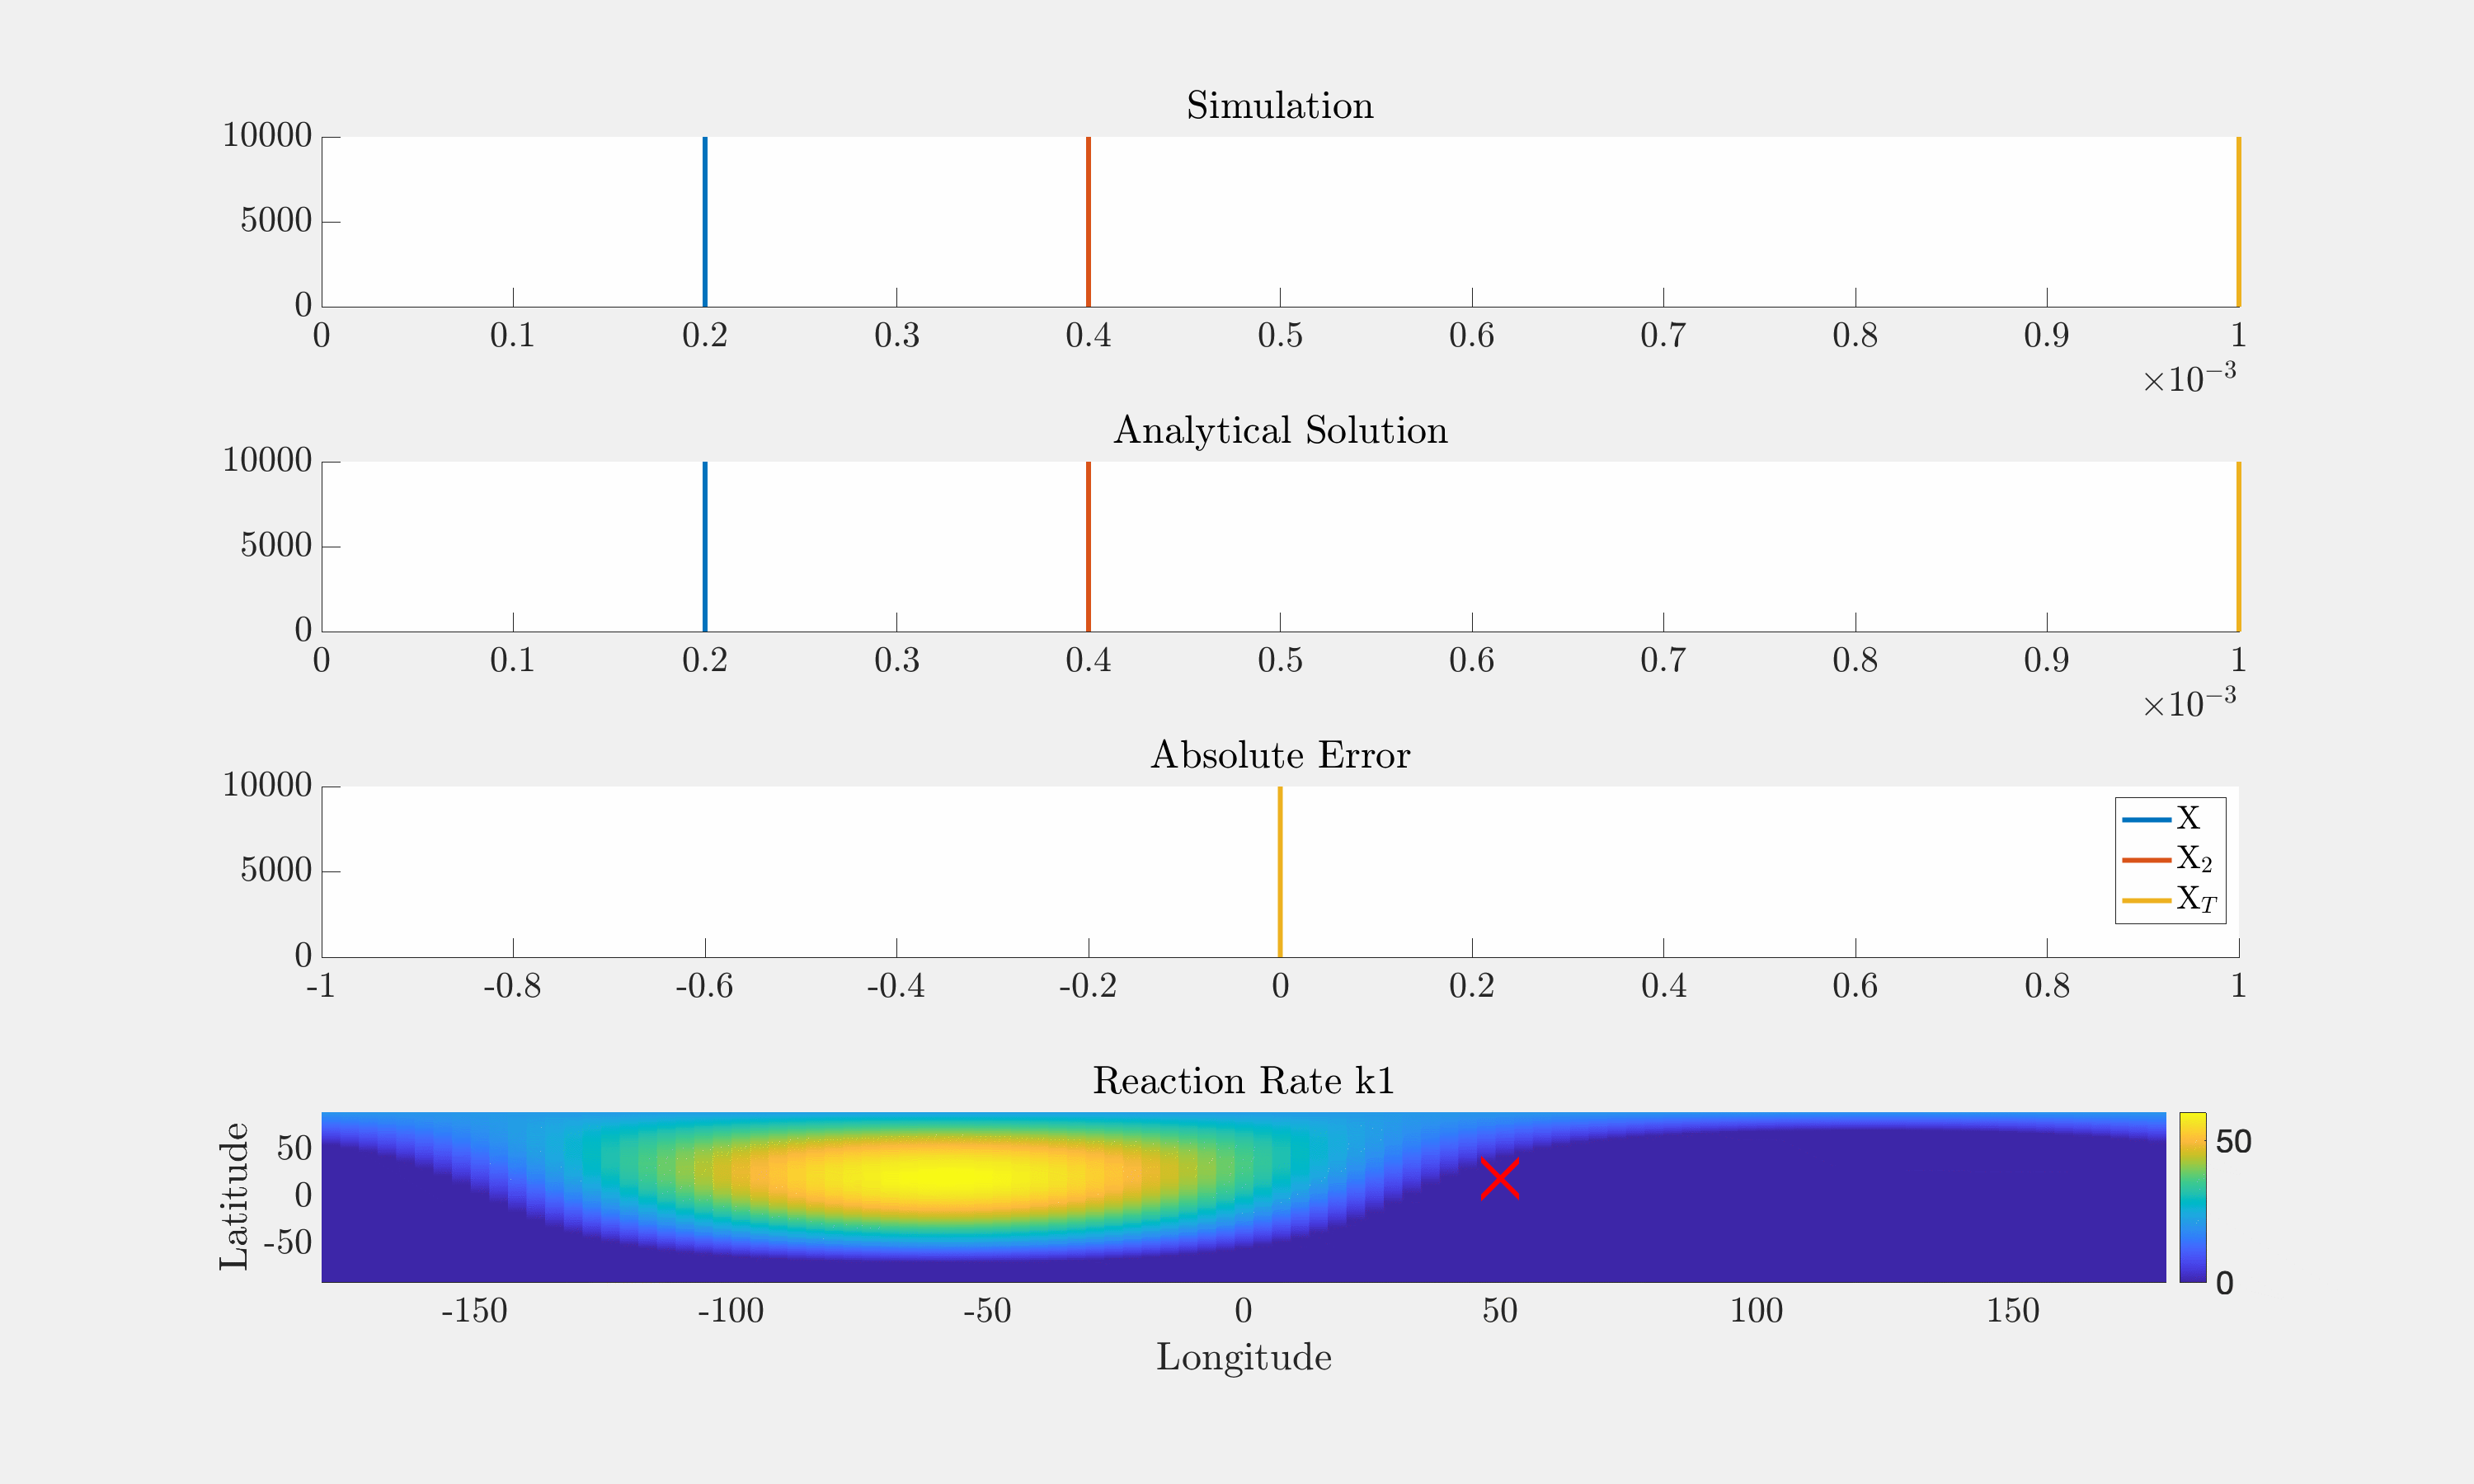 Simulation
10000
5000
0
0 0.1 0.2 0.3 0.4 0.5 0.6 0.7 0.8 0.9 1
×10⁻³
Analytical Solution
10000
5000
0
0 0.1 0.2 0.3 0.4 0.5 0.6 0.7 0.8 0.9 1
×10⁻³
Absolute Error
10000
5000
0
X
X₂
X_T
-1 -0.8 -0.6 -0.4 -0.2 0 0.2 0.4 0.6 0.8 1
Reaction Rate k1
Latitude
50
0
-50
50
0
-150 -100 -50 0 50 100 150
Longitude